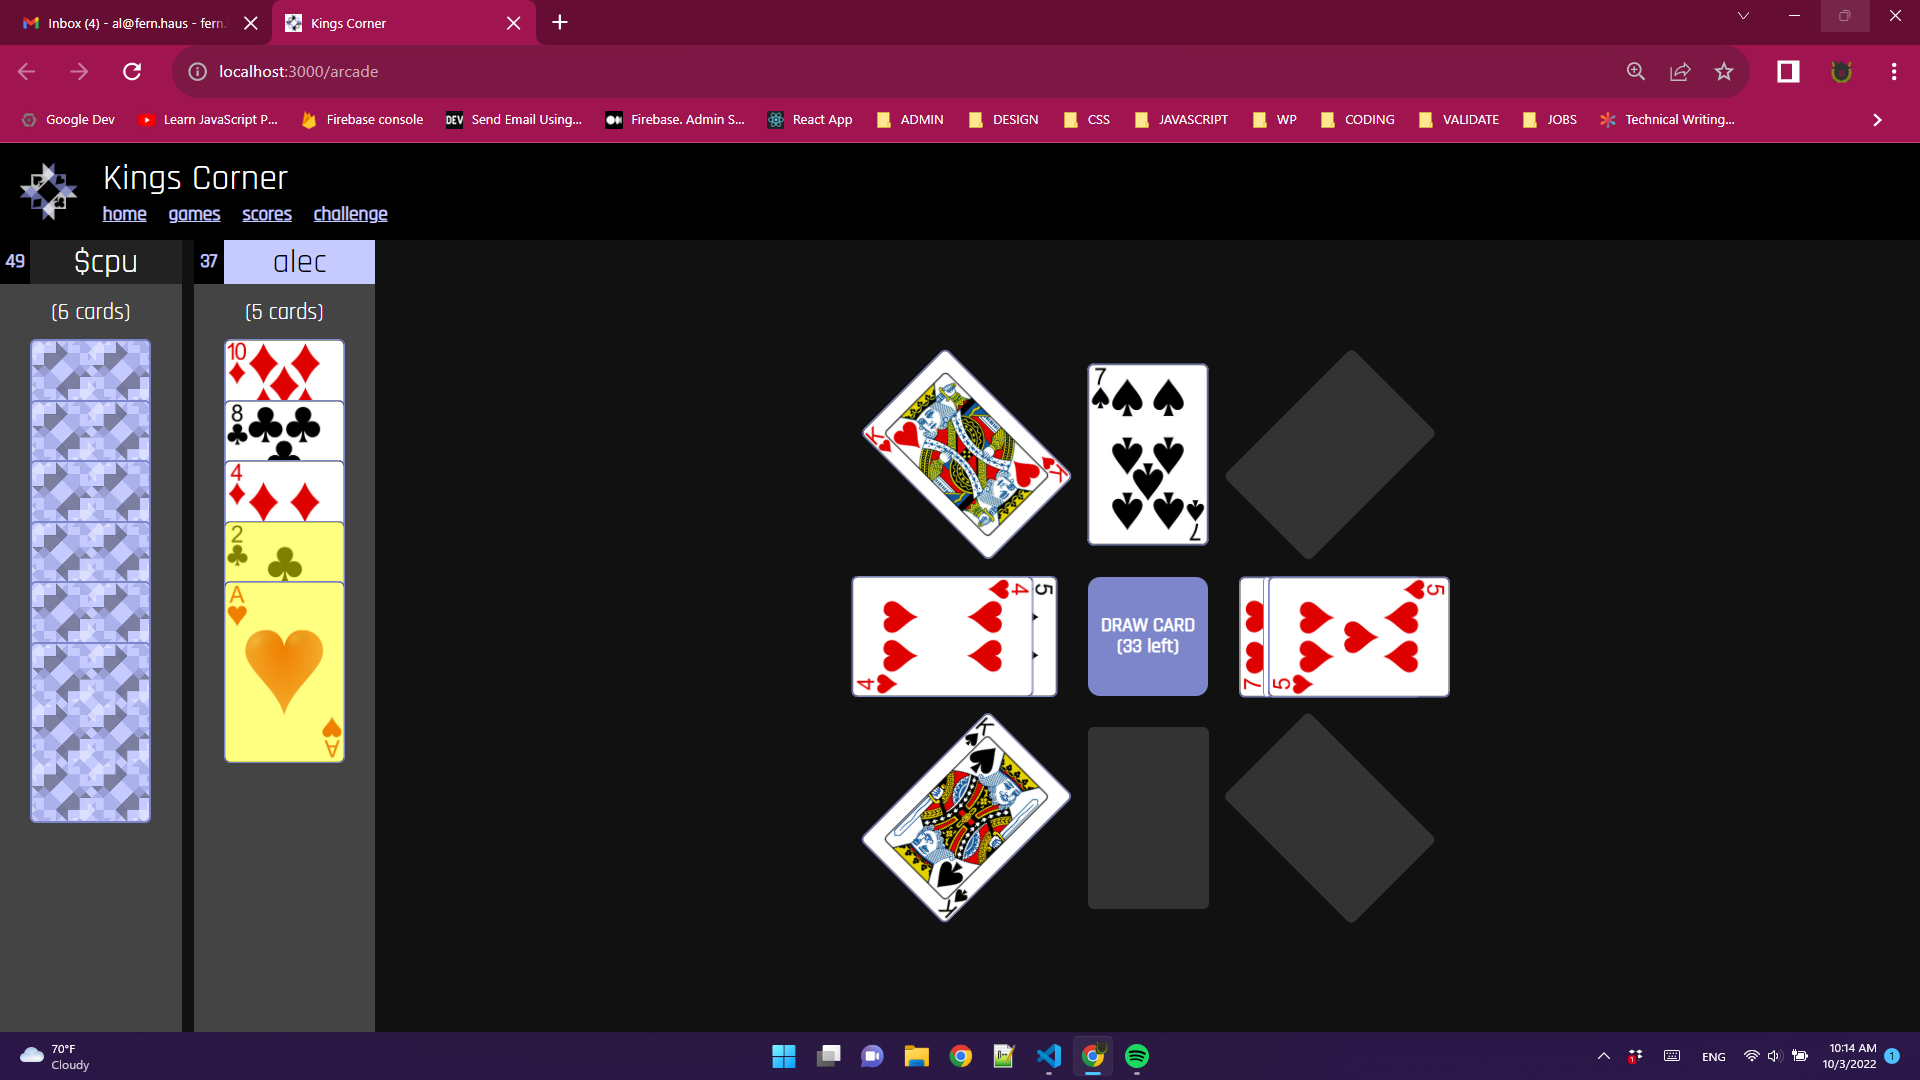 Inbox (4) - al@fern.haus - fern.
Kings Corner
localhost:3000/arcade
Google Dev
Learn JavaScript P...
Firebase console
DEV
Send Email Using...
Firebase. Admin S...
React App
ADMIN
DESIGN
CSS
JAVASCRIPT
WP
CODING
VALIDATE
JOBS
Technical Writing...
Kings Corner
home games scores challenge
49 $cpu
37 alec
(6 cards)
(5 cards)
10
8
4
2
A
A
K
K
7
7
4
4
5
DRAW CARD
(33 left)
7
5
5
K
K
70°F
Cloudy
1
ENG
10:14 AM
10/3/2022
1